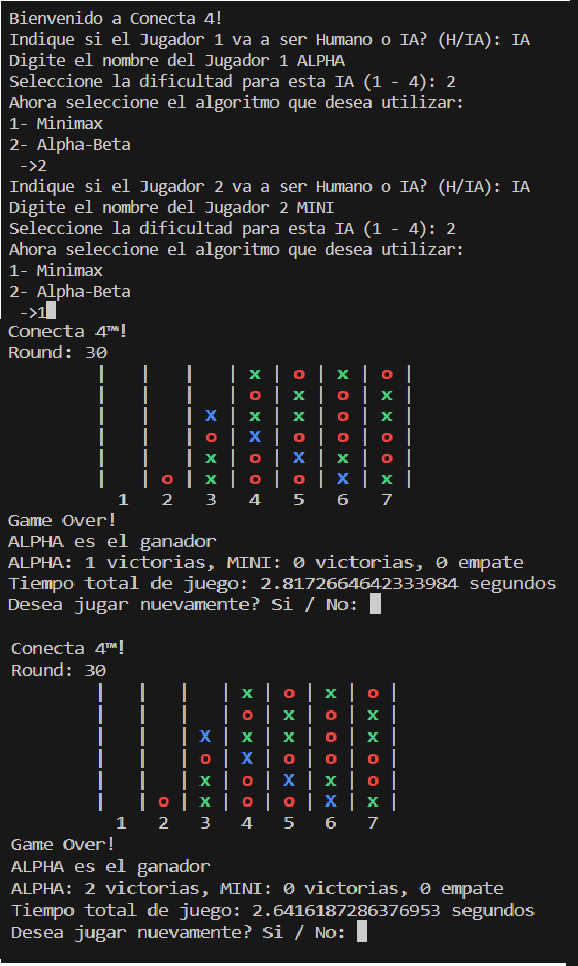 Bienvenido a Conecta 4!
Indique si el Jugador 1 va a ser Humano o IA? (H/IA): IA
Digite el nombre del Jugador 1 ALPHA
Seleccione la dificultad para esta IA (1 - 4): 2
Ahora seleccione el algoritmo que desea utilizar:
1- Minimax
2- Alpha-Beta
->2
Indique si el Jugador 2 va a ser Humano o IA? (H/IA): IA
Digite el nombre del Jugador 2 MINI
Seleccione la dificultad para esta IA (1 - 4): 2
Ahora seleccione el algoritmo que desea utilizar:
1- Minimax
2- Alpha-Beta
->1
Conecta 4™!
Round: 30
| | | | x | o | x | o |
| | | | o | x | o | x |
| | | X | x | x | o | x |
| | | o | X | o | o | o |
| | | x | o | X | x | o |
| | o | x | o | o | X | x |
1 2 3 4 5 6 7
Game Over!
ALPHA es el ganador
ALPHA: 1 victorias, MINI: 0 victorias, 0 empate
Tiempo total de juego: 2.8172664642333984 segundos
Desea jugar nuevamente? Si / No:
Conecta 4™!
Round: 30
| | | | x | o | x | o |
| | | | o | x | o | x |
| | | X | x | x | o | x |
| | | o | X | o | o | o |
| | | x | o | X | x | o |
| | o | x | o | o | X | x |
1 2 3 4 5 6 7
Game Over!
ALPHA es el ganador
ALPHA: 2 victorias, MINI: 0 victorias, 0 empate
Tiempo total de juego: 2.6416187286376953 segundos
Desea jugar nuevamente? Si / No: